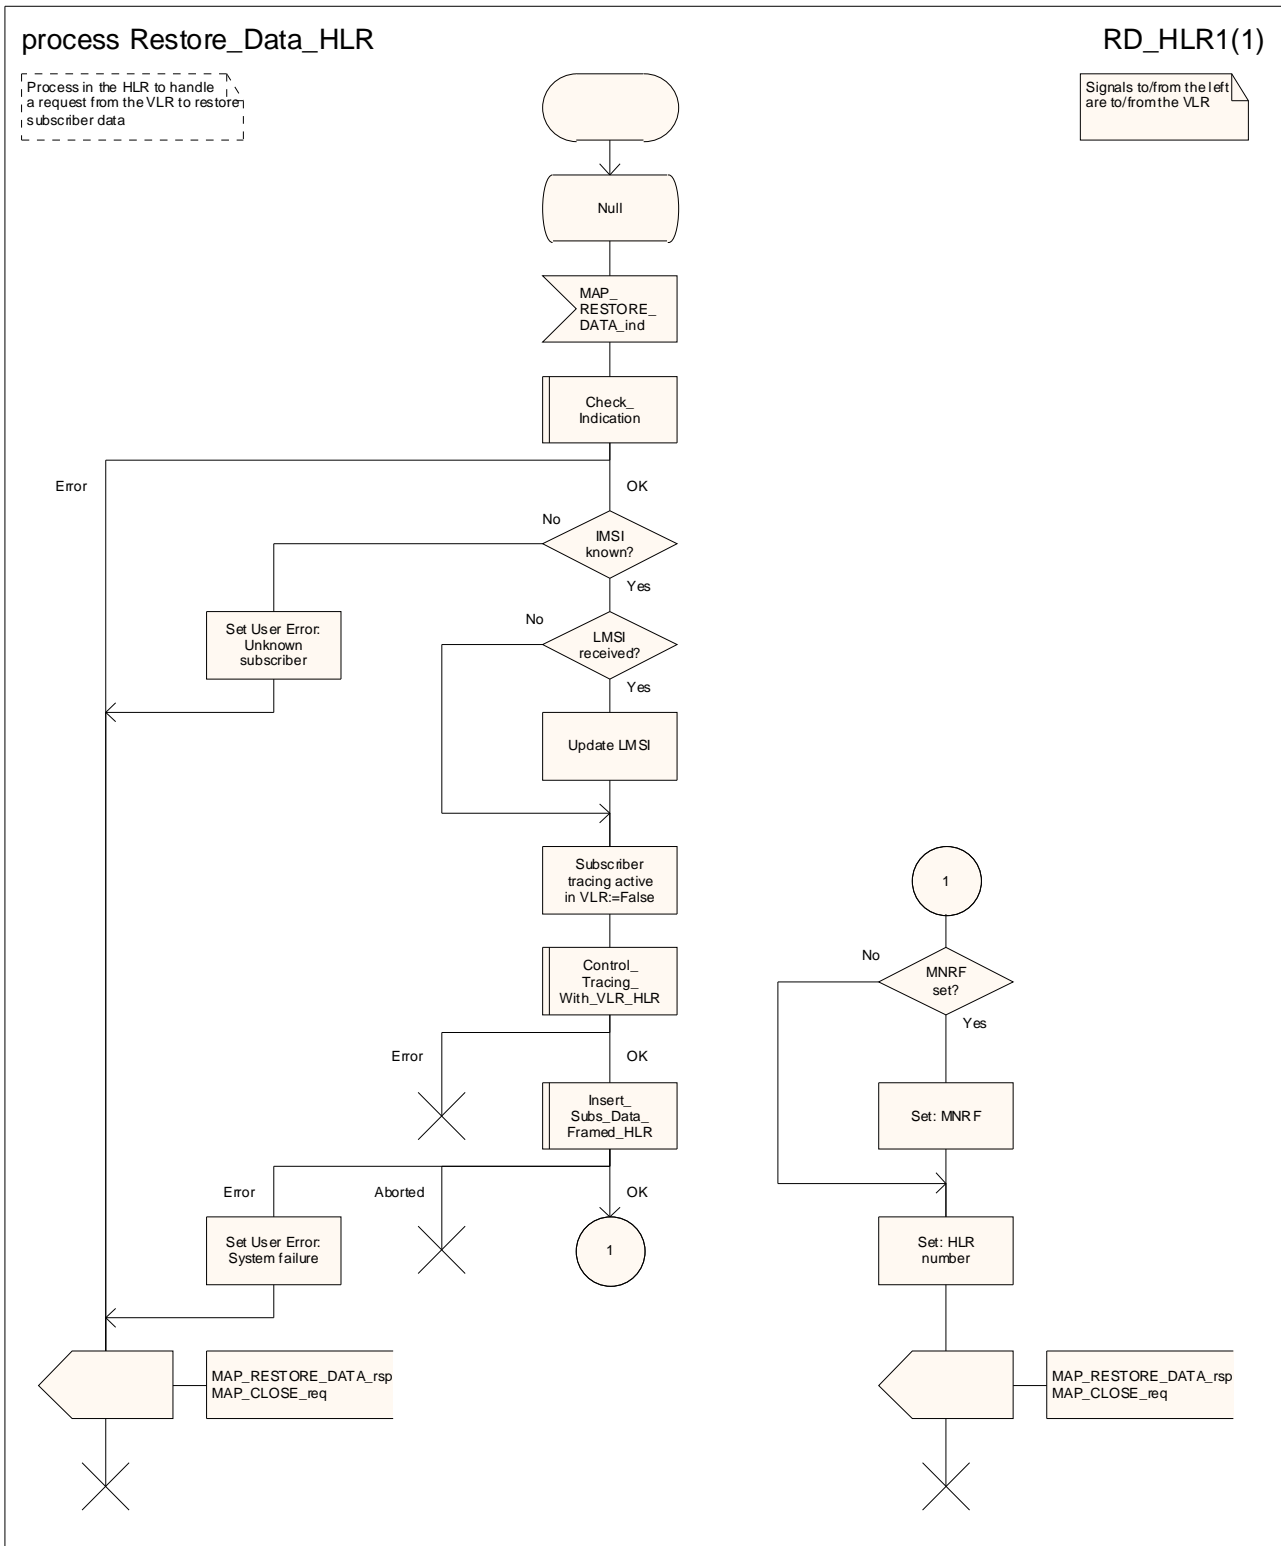 process Restore_Data_HLR
RD_HLR1(1)
Process in the HLR to handle
a request from the VLR to restore
subscriber data
Signals to/from the left
are to/from the VLR
Null
MAP_
RESTORE_
DATA_ind
Check_
Indication
Error
OK
No
IMSI
known?
Yes
Set User Error:
Unknown
subscriber
No
LMSI
received?
Yes
Update LMSI
Subscriber
tracing active
in VLR:=False
1
Control_
Tracing_
With_VLR_HLR
No
MNRF
set?
Yes
Error
OK
Insert_
Subs_Data_
Framed_HLR
Set: MNRF
Error
Aborted
OK
Set User Error:
System failure
1
Set: HLR
number
MAP_RESTORE_DATA_rsp
MAP_CLOSE_req
MAP_RESTORE_DATA_rsp
MAP_CLOSE_req